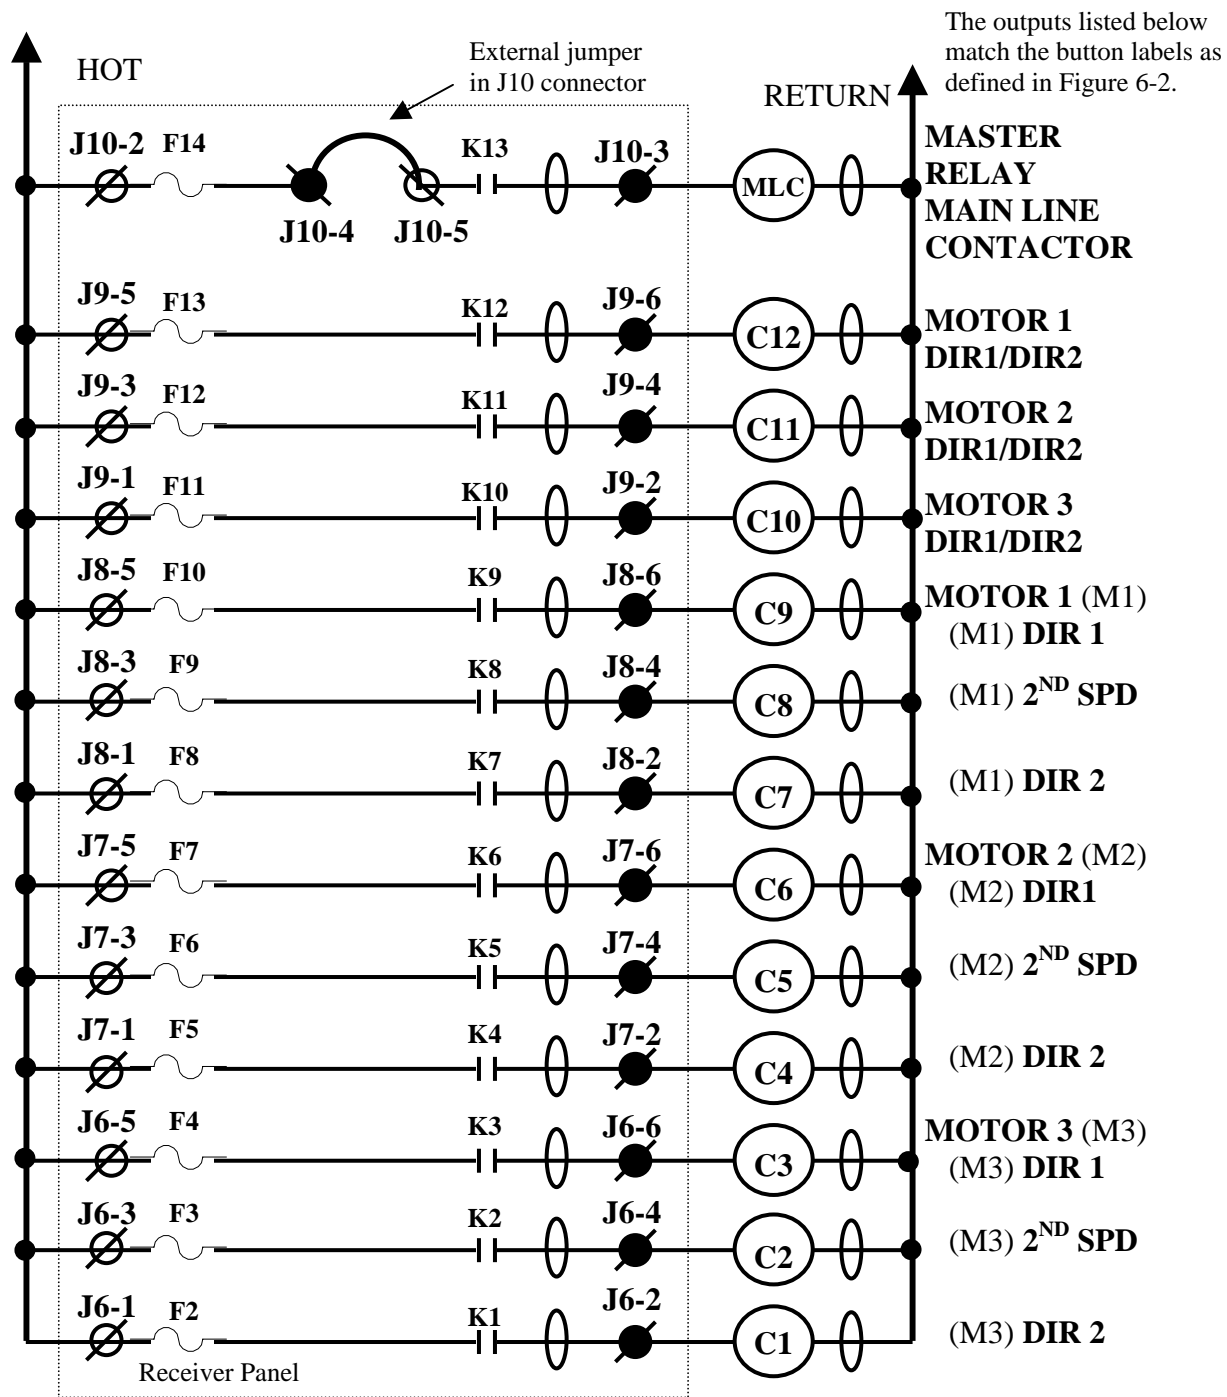 The outputs listed below
match the button labels as
defined in Figure 6-2.
External jumper
in J10 connector
HOT
RETURN
J10-2 F14 K13 J10-3
J10-4 J10-5
MLC
MASTER
RELAY
MAIN LINE
CONTACTOR
J9-5 F13 K12 J9-6 C12
MOTOR 1
DIR1/DIR2
J9-3 F12 K11 J9-4 C11
MOTOR 2
DIR1/DIR2
J9-1 F11 K10 J9-2 C10
MOTOR 3
DIR1/DIR2
J8-5 F10 K9 J8-6 C9
MOTOR 1 (M1)
(M1) DIR 1
J8-3 F9 K8 J8-4 C8
(M1) 2ND SPD
J8-1 F8 K7 J8-2 C7
(M1) DIR 2
J7-5 F7 K6 J7-6 C6
MOTOR 2 (M2)
(M2) DIR1
J7-3 F6 K5 J7-4 C5
(M2) 2ND SPD
J7-1 F5 K4 J7-2 C4
(M2) DIR 2
J6-5 F4 K3 J6-6 C3
MOTOR 3 (M3)
(M3) DIR 1
J6-3 F3 K2 J6-4 C2
(M3) 2ND SPD
J6-1 F2 K1 J6-2 C1
(M3) DIR 2
Receiver Panel